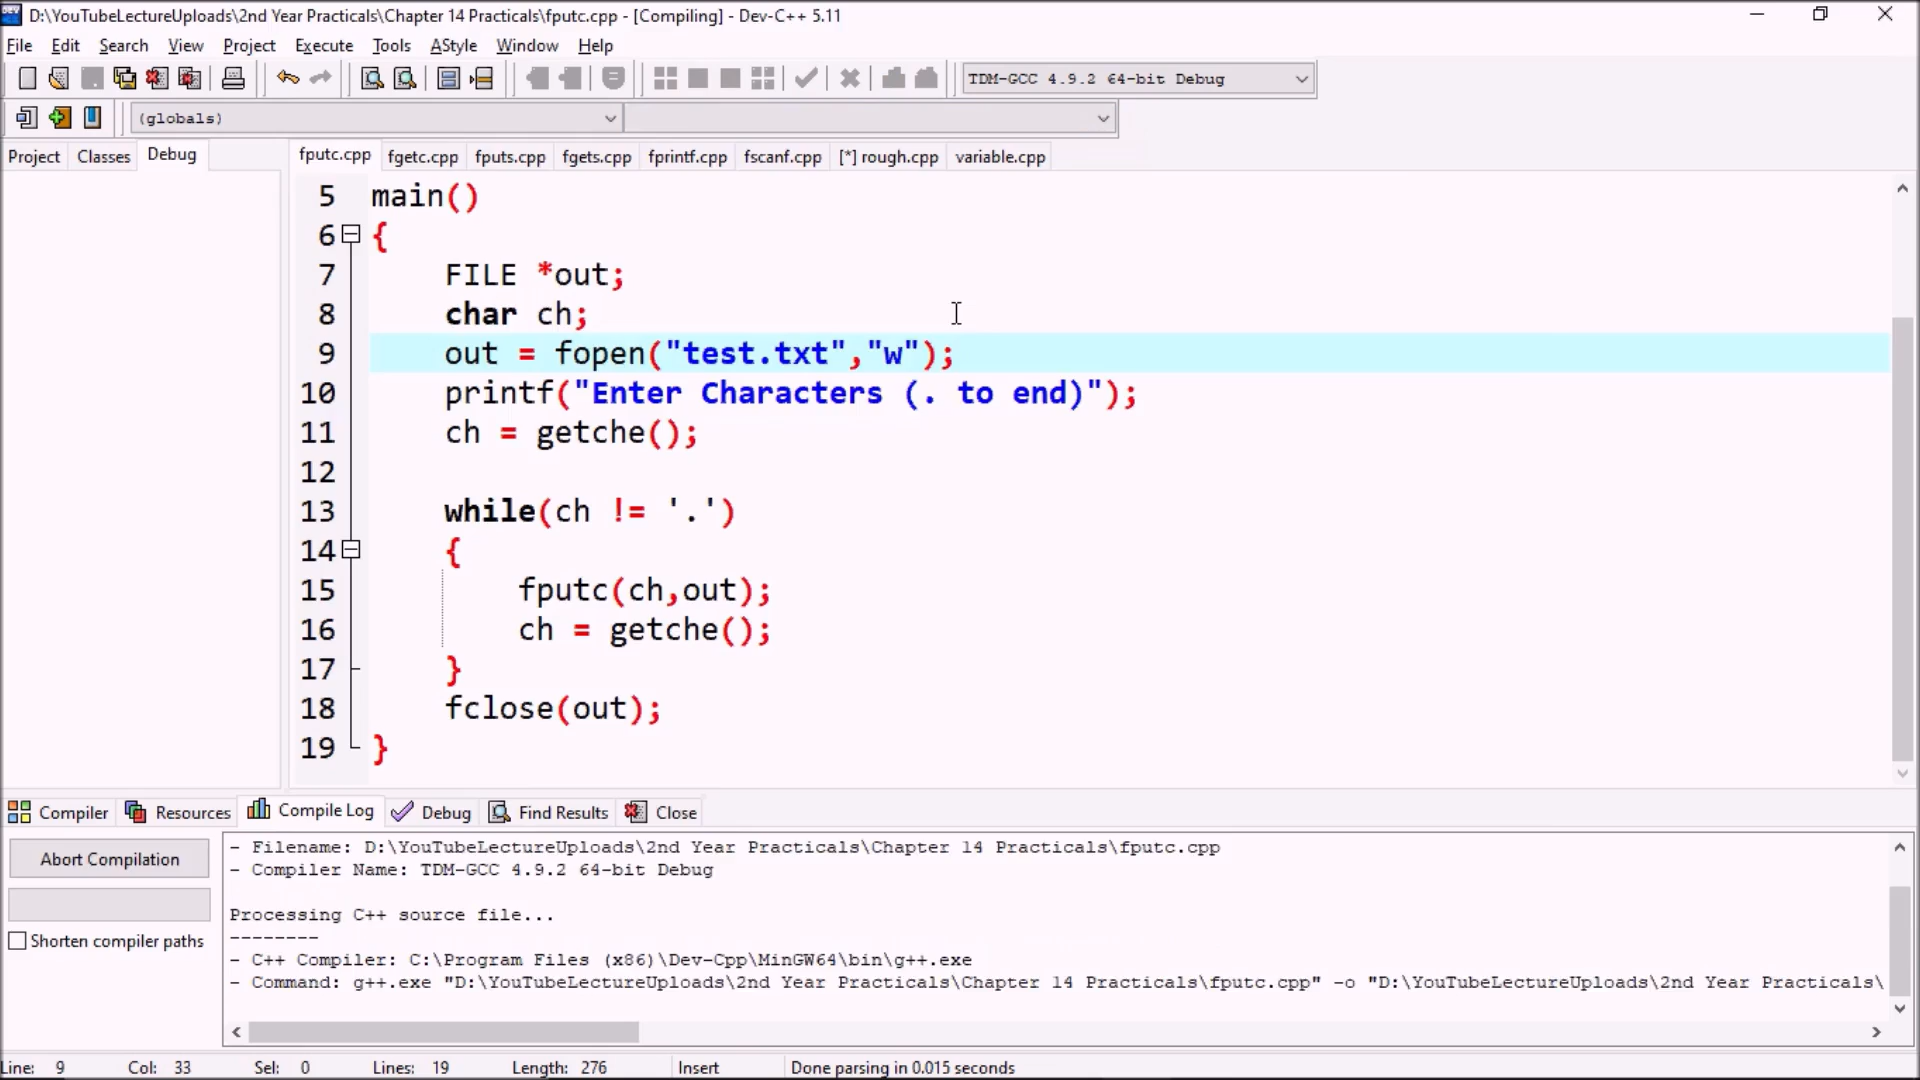 D:\YouTubeLectureUploads\2nd Year Practicals\Chapter 14 Practicals\fputc.cpp - [Compiling] - Dev-C++ 5.11
File Edit Search View Project Execute Tools AStyle Window Help
TDM-GCC 4.9.2 64-bit Debug
(globals)
Project Classes Debug fputc.cpp fgetc.cpp fputs.cpp fgets.cpp fprintf.cpp fscanf.cpp [*] rough.cpp variable.cpp
5 main()
6 {
7 FILE *out;
8 char ch;
9 out = fopen("test.txt","w");
10 printf("Enter Characters (. to end)");
11 ch = getche();
12
13 while(ch != '.')
14 {
15 fputc(ch,out);
16 ch = getche();
17 }
18 fclose(out);
19 }
Compiler Resources Compile Log Debug Find Results Close
Abort Compilation
Shorten compiler paths
- Filename: D:\YouTubeLectureUploads\2nd Year Practicals\Chapter 14 Practicals\fputc.cpp
- Compiler Name: TDM-GCC 4.9.2 64-bit Debug
Processing C++ source file...
--------
- C++ Compiler: C:\Program Files (x86)\Dev-Cpp\MinGW64\bin\g++.exe
- Command: g++.exe "D:\YouTubeLectureUploads\2nd Year Practicals\Chapter 14 Practicals\fputc.cpp" -o "D:\YouTubeLectureUploads\2nd Year Practicals\
Line: 9 Col: 33 Sel: 0 Lines: 19 Length: 276 Insert Done parsing in 0.015 seconds